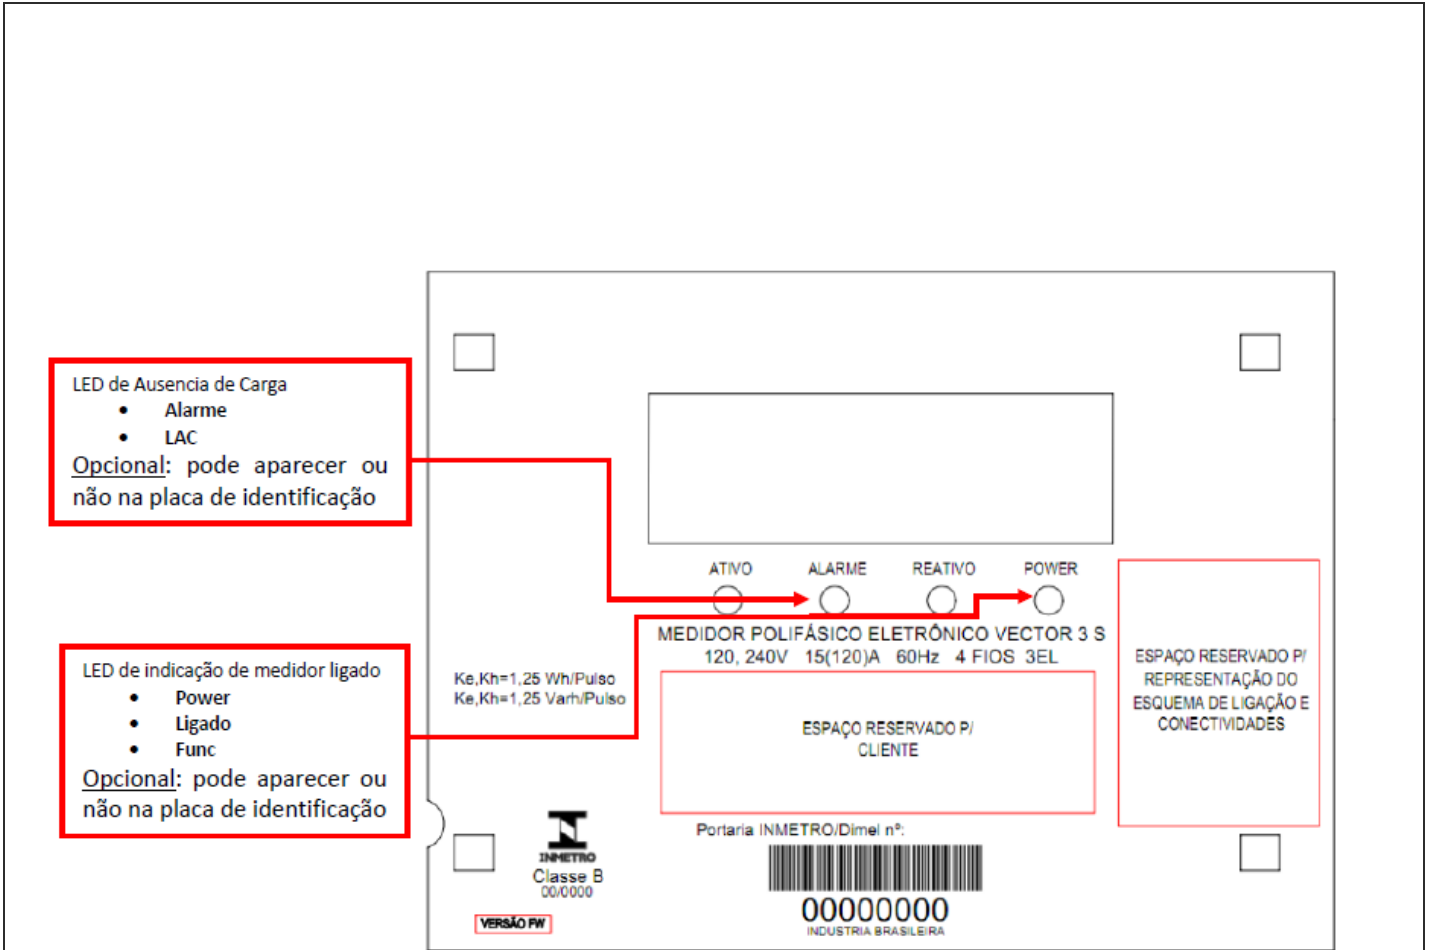 LED de Ausencia de Carga
• Alarme
• LAC
Opcional: pode aparecer ou
não na placa de identificação
LED de indicação de medidor ligado
• Power
• Ligado
• Func
Opcional: pode aparecer ou
não na placa de identificação
ATIVO ALARME REATIVO POWER
MEDIDOR POLIFÁSICO ELETRÔNICO VECTOR 3 S
120, 240V 15(120)A 60Hz 4 FIOS 3EL
Ke,Kh=1,25 Wh/Pulso
Ke,Kh=1,25 Varh/Pulso
ESPAÇO RESERVADO P/
CLIENTE
ESPAÇO RESERVADO P/
REPRESENTAÇÃO DO
ESQUEMA DE LIGAÇÃO E
CONECTIVIDADES
INMETRO
Classe B
00/0000
VERSÃO FW
Portaria INMETRO/Dimel nº:
00000000
INDUSTRIA BRASILEIRA